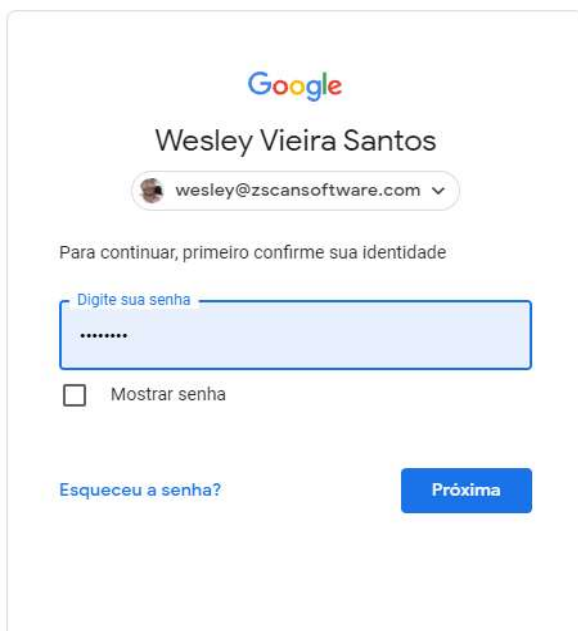 Google
Wesley Vieira Santos
wesley@zscansoftware.com
Para continuar, primeiro confirme sua identidade
Digite sua senha
••••••••
Mostrar senha
Esqueceu a senha?
Próxima